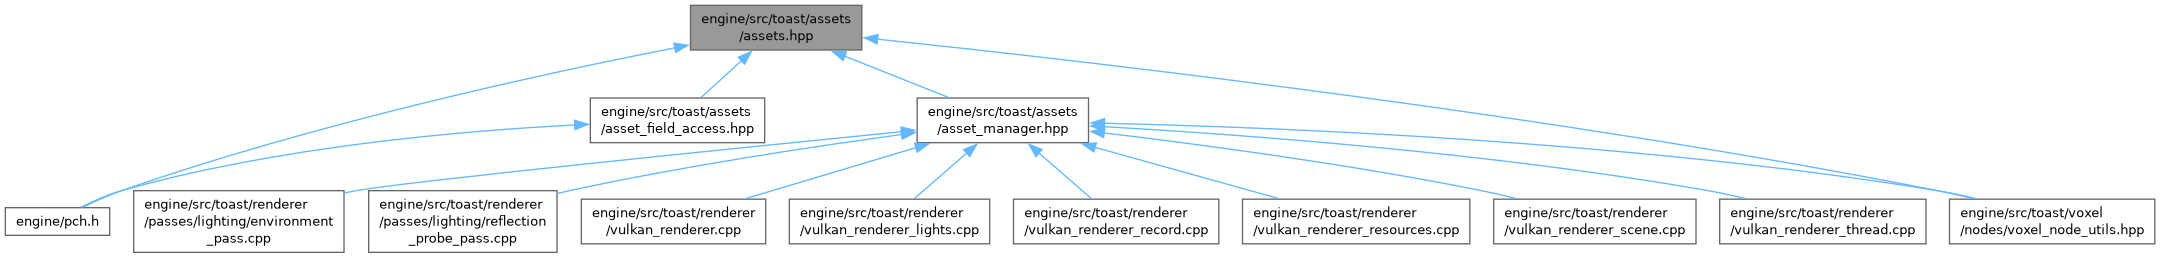 engine/src/toast/assets
/assets.hpp
engine/src/toast/assets
/asset_field_access.hpp
engine/src/toast/assets
/asset_manager.hpp
engine/pch.h
engine/src/toast/renderer
/passes/lighting/environment
_pass.cpp
engine/src/toast/renderer
/passes/lighting/reflection
_probe_pass.cpp
engine/src/toast/renderer
/vulkan_renderer.cpp
engine/src/toast/renderer
/vulkan_renderer_lights.cpp
engine/src/toast/renderer
/vulkan_renderer_record.cpp
engine/src/toast/renderer
/vulkan_renderer_resources.cpp
engine/src/toast/renderer
/vulkan_renderer_scene.cpp
engine/src/toast/renderer
/vulkan_renderer_thread.cpp
engine/src/toast/voxel
/nodes/voxel_node_utils.hpp